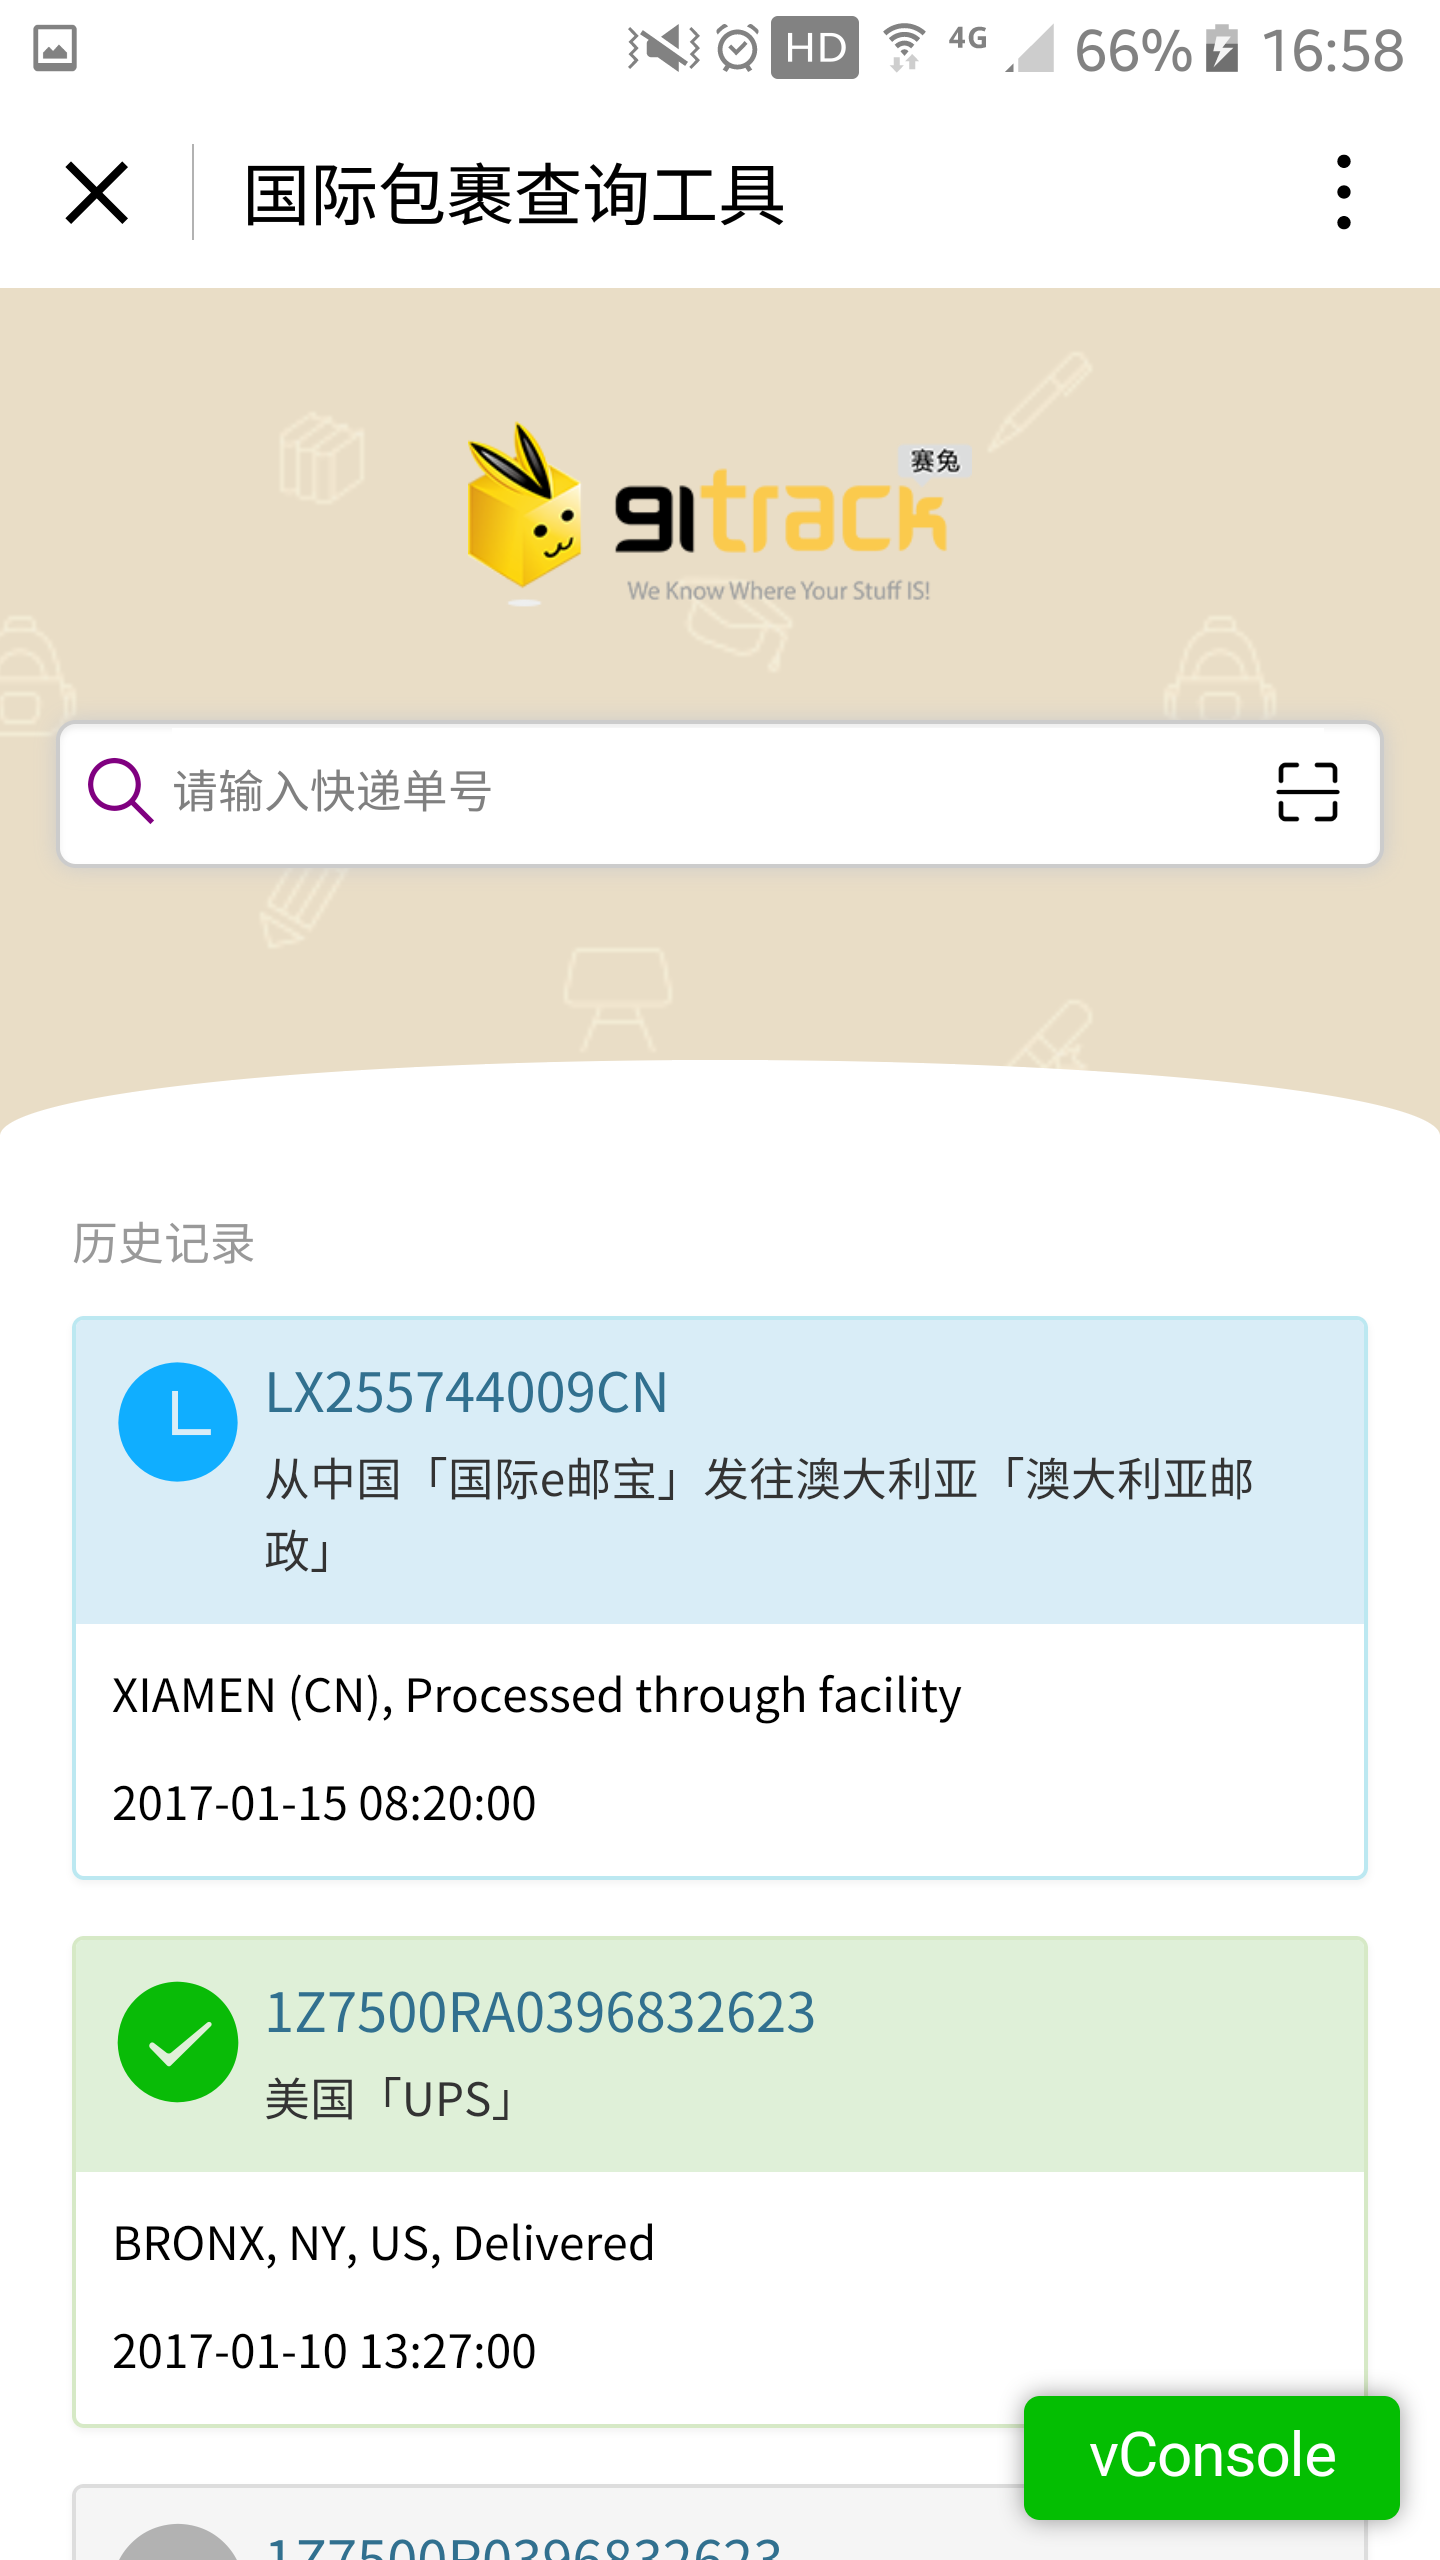 HD 4G 66% 16:58
国际包裹查询工具
赛兔
91track
We Know Where Your Stuff IS!
请输入快递单号
历史记录
LX255744009CN
从中国「国际e邮宝」发往澳大利亚「澳大利亚邮
政」
XIAMEN (CN), Processed through facility
2017-01-15 08:20:00
1Z7500RA0396832623
美国「UPS」
BRONX, NY, US, Delivered
2017-01-10 13:27:00
vConsole
1Z7500R0396832623